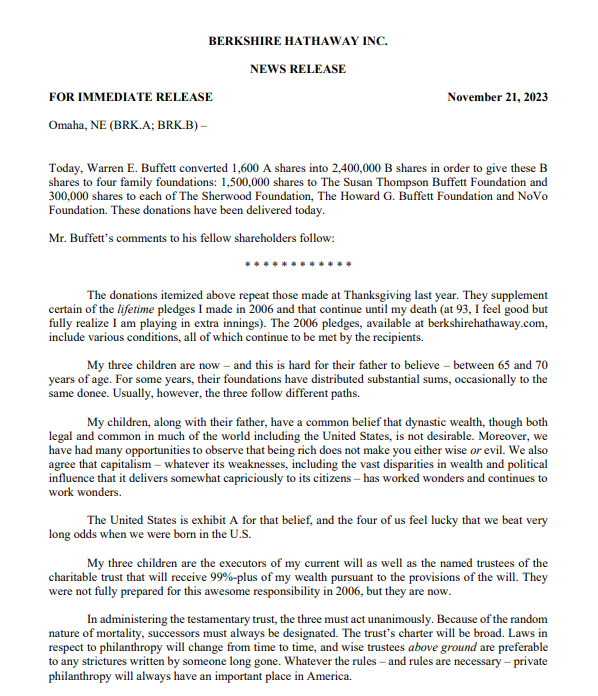 BERKSHIRE HATHAWAY INC.
NEWS RELEASE
FOR IMMEDIATE RELEASE November 21, 2023
Omaha, NE (BRK.A; BRK.B) –
Today, Warren E. Buffett converted 1,600 A shares into 2,400,000 B shares in order to give these B
shares to four family foundations: 1,500,000 shares to The Susan Thompson Buffett Foundation and
300,000 shares to each of The Sherwood Foundation, The Howard G. Buffett Foundation and NoVo
Foundation. These donations have been delivered today.
Mr. Buffett's comments to his fellow shareholders follow:
* * * * * * * * * * * *
The donations itemized above repeat those made at Thanksgiving last year. They supplement
certain of the lifetime pledges I made in 2006 and that continue until my death (at 93, I feel good but
fully realize I am playing in extra innings). The 2006 pledges, available at berkshirehathaway.com,
include various conditions, all of which continue to be met by the recipients.
My three children are now – and this is hard for their father to believe – between 65 and 70
years of age. For some years, their foundations have distributed substantial sums, occasionally to the
same donee. Usually, however, the three follow different paths.
My children, along with their father, have a common belief that dynastic wealth, though both
legal and common in much of the world including the United States, is not desirable. Moreover, we
have had many opportunities to observe that being rich does not make you either wise or evil. We also
agree that capitalism – whatever its weaknesses, including the vast disparities in wealth and political
influence that it delivers somewhat capriciously to its citizens – has worked wonders and continues to
work wonders.
The United States is exhibit A for that belief, and the four of us feel lucky that we beat very
long odds when we were born in the U.S.
My three children are the executors of my current will as well as the named trustees of the
charitable trust that will receive 99%-plus of my wealth pursuant to the provisions of the will. They
were not fully prepared for this awesome responsibility in 2006, but they are now.
In administering the testamentary trust, the three must act unanimously. Because of the random
nature of mortality, successors must always be designated. The trust's charter will be broad. Laws in
respect to philanthropy will change from time to time, and wise trustees above ground are preferable
to any strictures written by someone long gone. Whatever the rules – and rules are necessary – private
philanthropy will always have an important place in America.